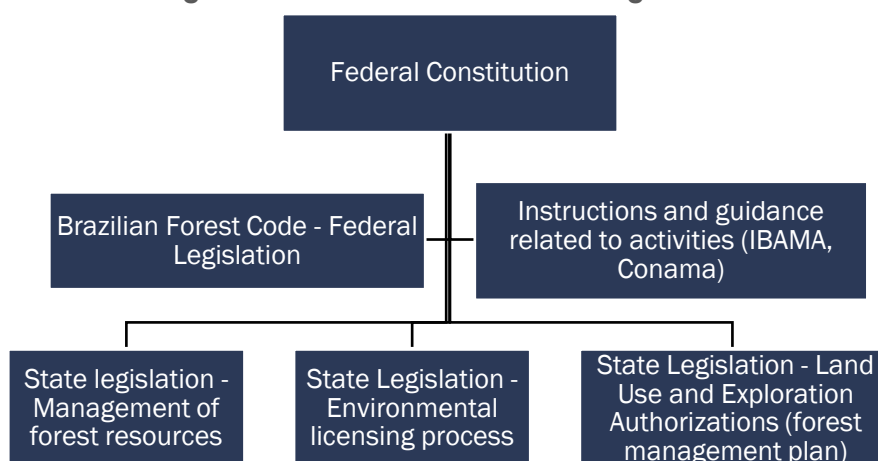 Federal Constitution
Brazilian Forest Code - Federal
Legislation
Instructions and guidance
related to activities (IBAMA,
Conama)
State legislation -
Management of
forest resources
State Legislation -
Environmental
licensing process
State Legislation - Land
Use and Exploration
Authorizations (forest
management plan)